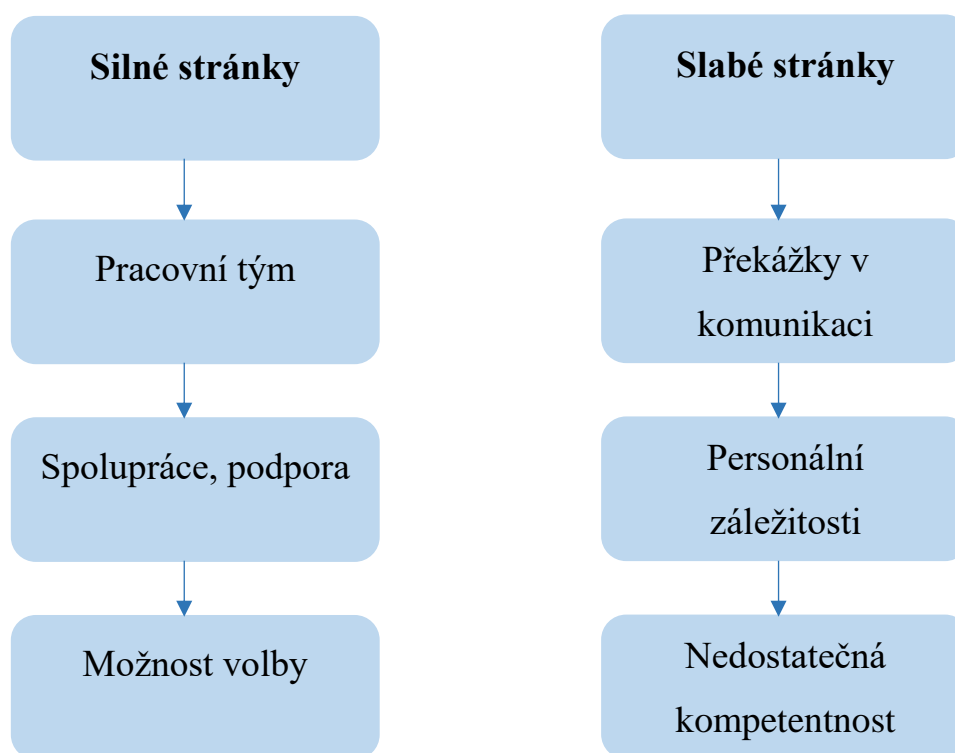 Silné stránky
Pracovní tým
Spolupráce, podpora
Možnost volby
Slabé stránky
Překážky v
komunikaci
Personální
záležitosti
Nedostatečná
kompetentnost